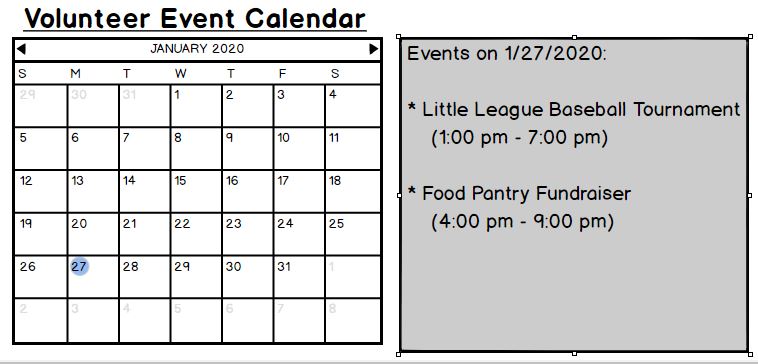 Volunteer Event Calendar
JANUARY 2020
S M T W T F S
29 30 31 1 2 3 4
5 6 7 8 9 10 11
12 13 14 15 16 17 18
19 20 21 22 23 24 25
26 27 28 29 30 31 1
2 3 4 5 6 7 8
Events on 1/27/2020:
* Little League Baseball Tournament
(1:00 pm - 7:00 pm)
* Food Pantry Fundraiser
(4:00 pm - 9:00 pm)